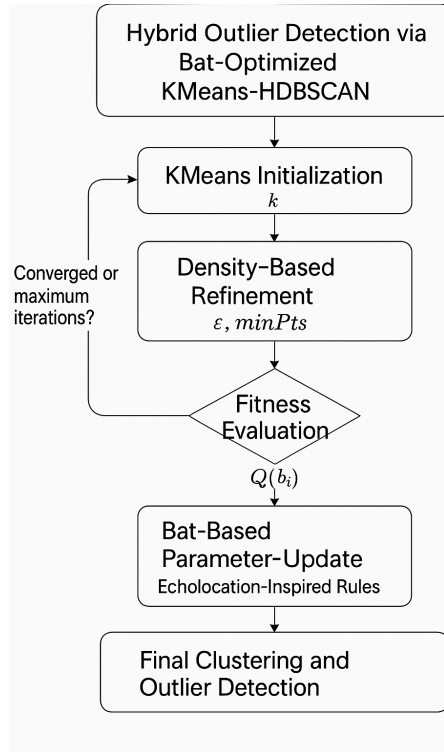 Hybrid Outlier Detection via
Bat-Optimized
KMeans-HDBSCAN
KMeans Initialization
k
Density-Based
Refinement
ε, minPts
Converged or
maximum
iterations?
Fitness
Evaluation
Q(b_i)
Bat-Based
Parameter-Update
Echolocation-Inspired Rules
Final Clustering and
Outlier Detection